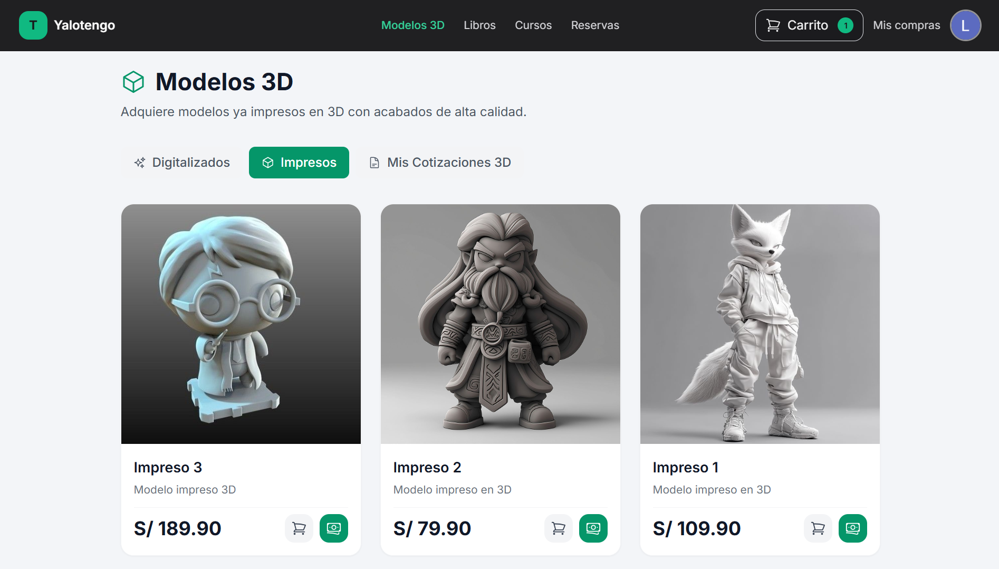 T Yalotengo Modelos 3D Libros Cursos Reservas Carrito 1 Mis compras L
Modelos 3D
Adquiere modelos ya impresos en 3D con acabados de alta calidad.
Digitalizados Impresos Mis Cotizaciones 3D
Impreso 3 Impreso 2 Impreso 1
Modelo impreso 3D Modelo impreso en 3D Modelo impreso en 3D
S/ 189.90 S/ 79.90 S/ 109.90